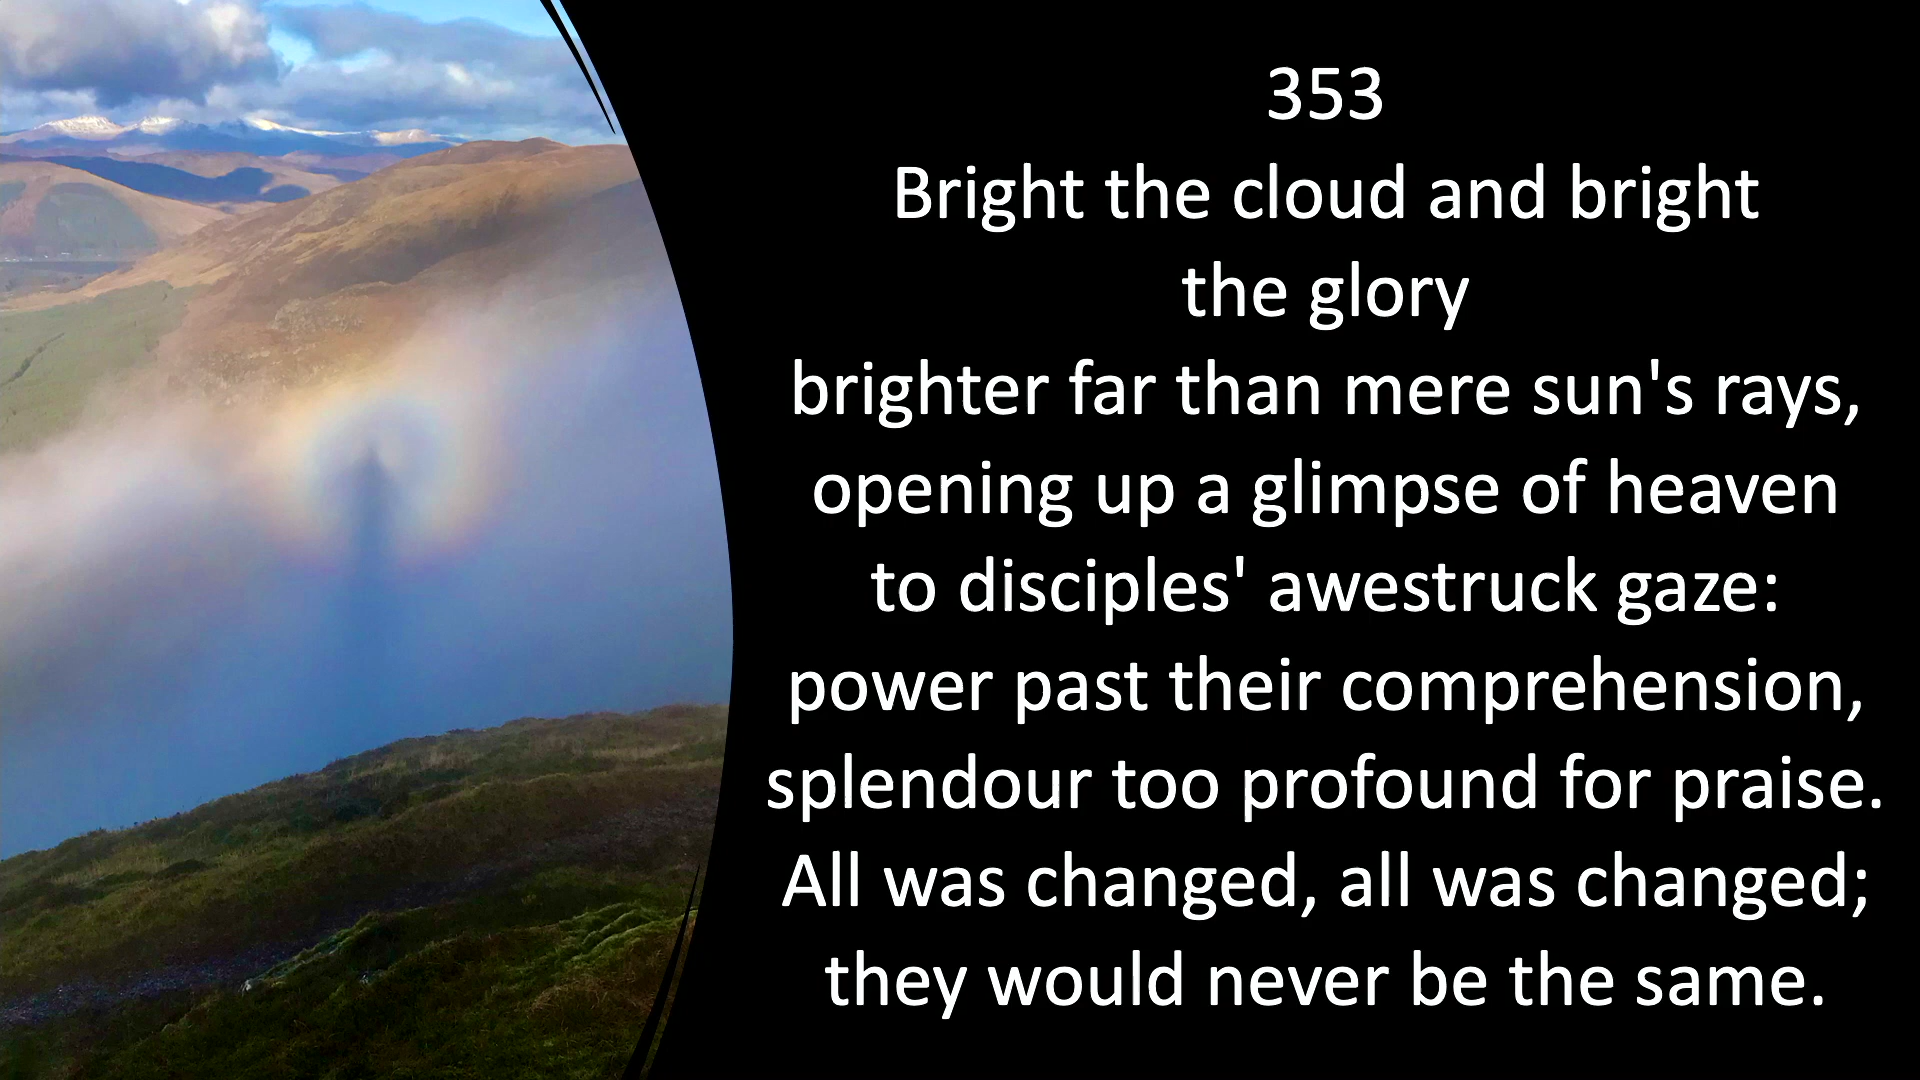 353
Bright the cloud and bright
the glory
brighter far than mere sun's rays,
opening up a glimpse of heaven
to disciples' awestruck gaze:
power past their comprehension,
splendour too profound for praise.
All was changed, all was changed;
they would never be the same.